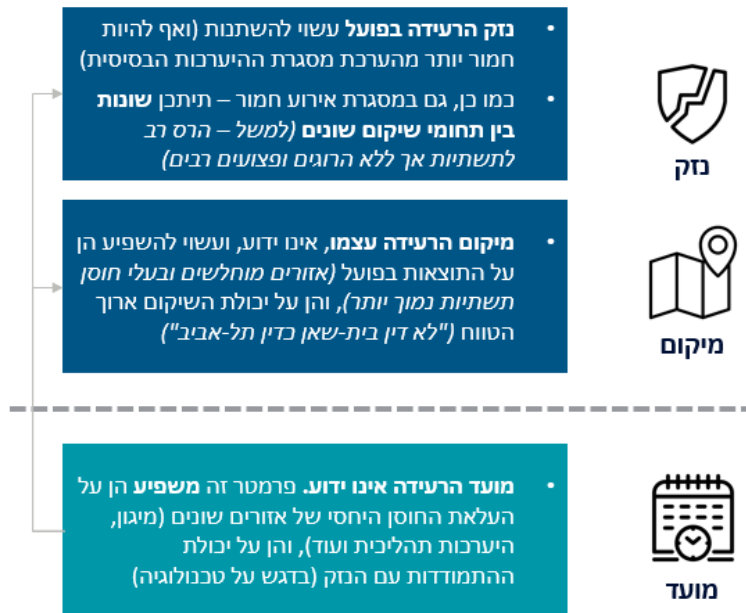 • נזק הרעידה בפועל עשוי להשתנות (ואף להיות
חמור יותר מהערכת מסגרת ההיערכות הבסיסית)
• כמו כן, גם במסגרת אירוע חמור – תיתכן שונות
בין תחומי שיקום שונים (למשל – הרס רב
לתשתיות אך ללא הרוגים ופצועים רבים)
נזק
• מיקום הרעידה עצמו, אינו ידוע, ועשוי להשפיע הן
על התוצאות בפועל (אזורים מוחלשים ובעלי חוסן
תשתיות נמוך יותר), והן על יכולת השיקום ארוך
הטווח ("לא דין בית-שאן כדין תל-אביב")
מיקום
• מועד הרעידה אינו ידוע. פרמטר זה משפיע הן על
העלאת החוסן היחסי של אזורים שונים (מיגון,
היערכות תהליכית ועוד), והן על יכולת
ההתמודדות עם הנזק (בדגש על טכנולוגיה)
מועד